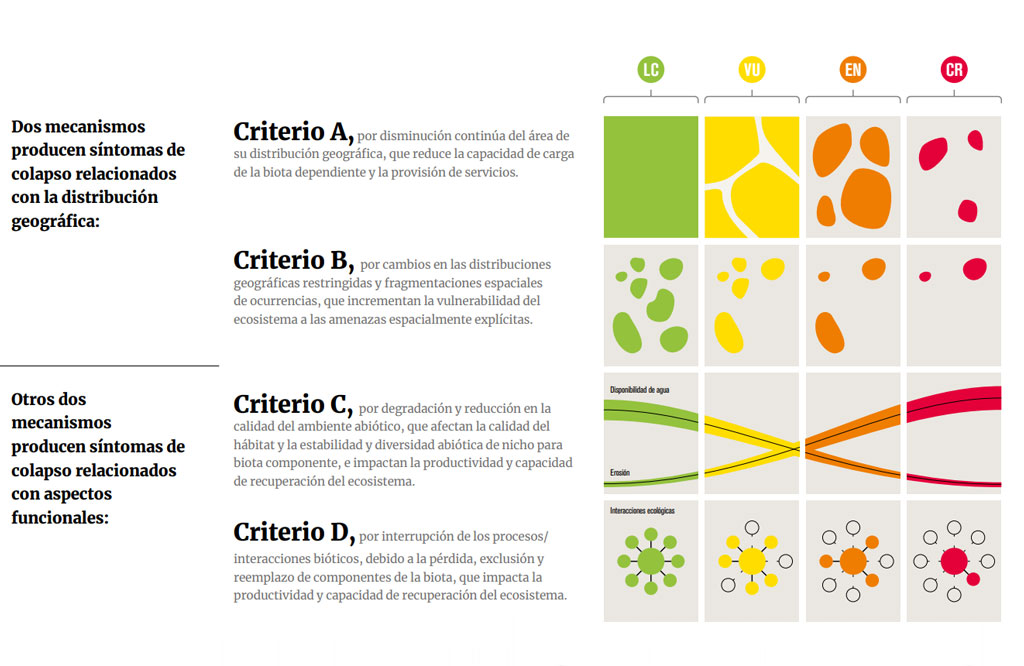 LC
VU
EN
CR
Dos mecanismos
producen síntomas de
colapso relacionados
con la distribución
geográfica:
Criterio A, por disminución continúa del área de
su distribución geográfica, que reduce la capacidad de carga
de la biota dependiente y la provisión de servicios.
Criterio B, por cambios en las distribuciones
geográficas restringidas y fragmentaciones espaciales
de ocurrencias, que incrementan la vulnerabilidad del
ecosistema a las amenazas espacialmente explícitas.
Otros dos
mecanismos
producen síntomas de
colapso relacionados
con aspectos
funcionales:
Criterio C, por degradación y reducción en la
calidad del ambiente abiótico, que afectan la calidad del
hábitat y la estabilidad y diversidad abiótica de nicho para
biota componente, e impactan la productividad y capacidad
de recuperación del ecosistema.
Disponibilidad de agua
Erosión
Criterio D, por interrupción de los procesos/
interacciones bióticos, debido a la pérdida, exclusión y
reemplazo de componentes de la biota, que impacta la
productividad y capacidad de recuperación del ecosistema.
Interacciones ecológicas